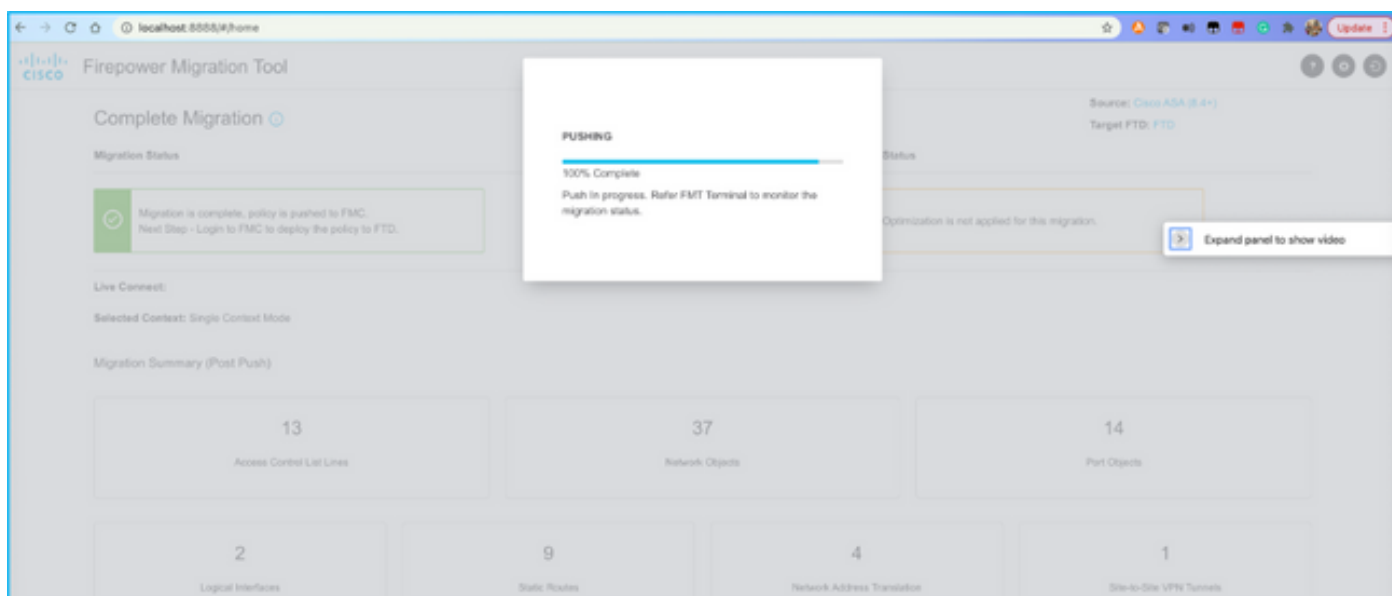 localhost:8888/#/home
Update
CISCO
Firepower Migration Tool
Complete Migration
Source: Cisco ASA (8.4+)
Target FTD: FTD
Migration Status
Status
PUSHING
100% Complete
Push In progress. Refer FMT Terminal to monitor the
migration status.
Migration is complete, policy is pushed to FMC.
Next Step - Login to FMC to deploy the policy to FTD.
Optimization is not applied for this migration.
Expand panel to show video
Live Connect:
Selected Context: Single Context Mode
Migration Summary (Post Push)
13
Access Control List Lines
37
Network Objects
14
Port Objects
2
Logical Interfaces
9
Static Routes
4
Network Address Translation
1
Site-to-Site VPN Tunnels